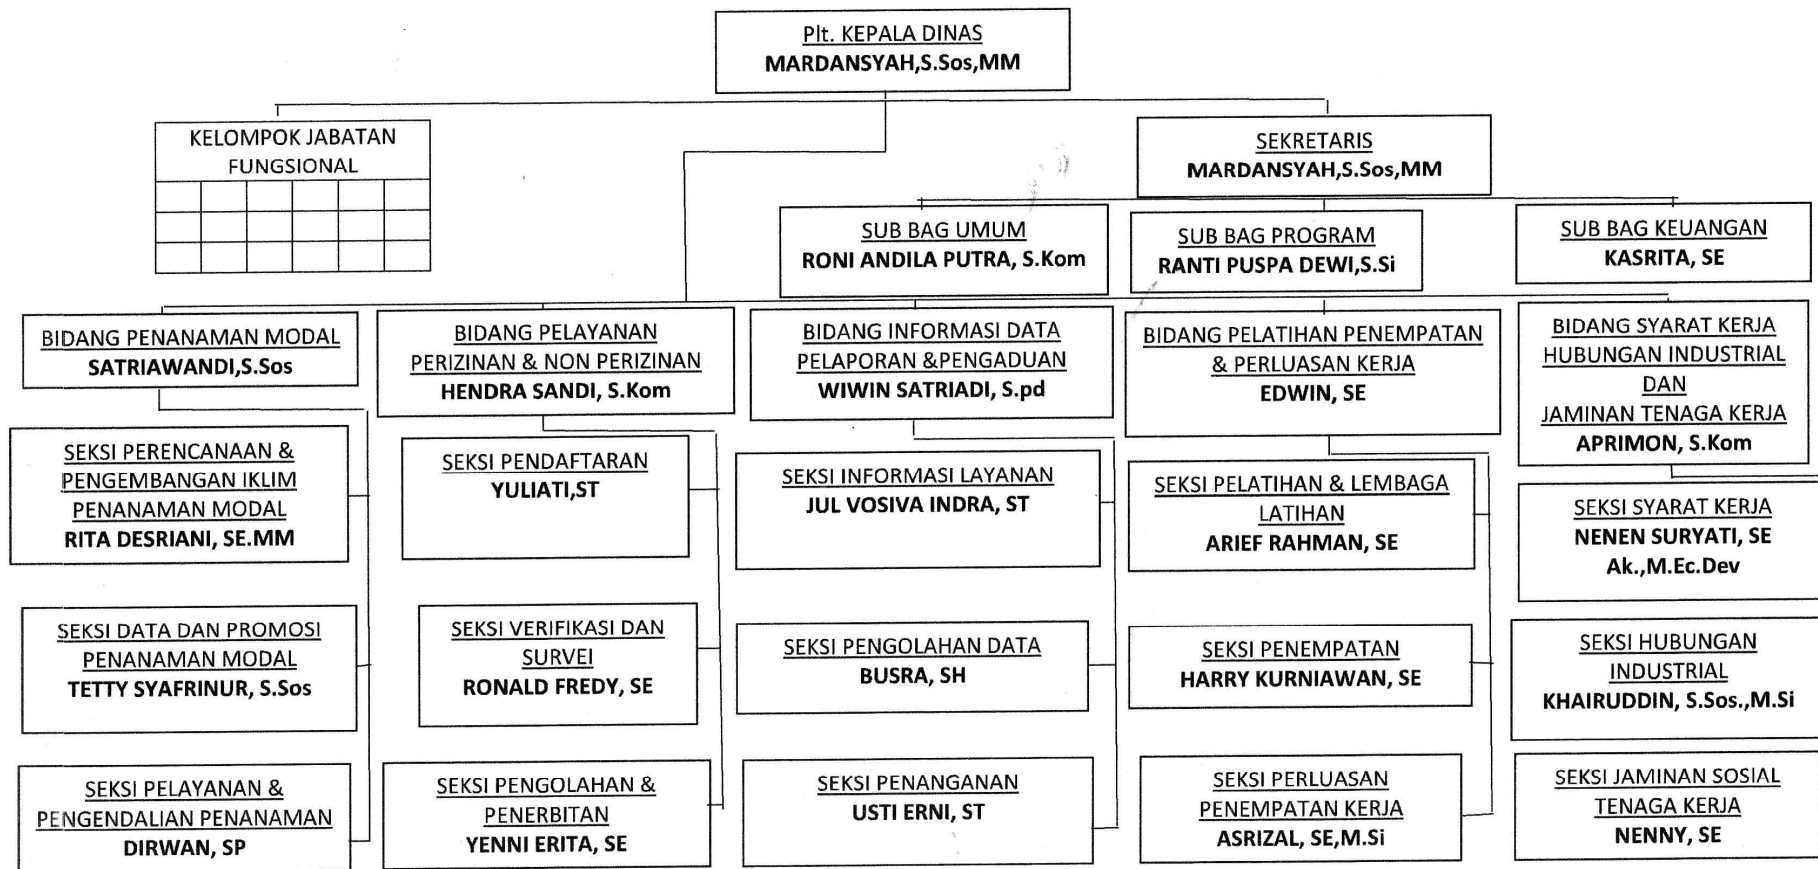 Plt. KEPALA DINAS
MARDANSYAH,S.Sos,MM
KELOMPOK JABATAN
FUNGSIONAL
SEKRETARIS
MARDANSYAH,S.Sos,MM
SUB BAG UMUM
RONI ANDILA PUTRA, S.Kom
SUB BAG PROGRAM
RANTI PUSPA DEWI,S.Si
SUB BAG KEUANGAN
KASRITA, SE
BIDANG PENANAMAN MODAL
SATRIAWANDI,S.Sos
BIDANG PELAYANAN
PERIZINAN & NON PERIZINAN
HENDRA SANDI, S.Kom
BIDANG INFORMASI DATA
PELAPORAN &PENGADUAN
WIWIN SATRIADI, S.pd
BIDANG PELATIHAN PENEMPATAN
& PERLUASAN KERJA
EDWIN, SE
BIDANG SYARAT KERJA
HUBUNGAN INDUSTRIAL
DAN
JAMINAN TENAGA KERJA
APRIMON, S.Kom
SEKSI PERENCANAAN &
PENGEMBANGAN IKLIM
PENANAMAN MODAL
RITA DESRIANI, SE.MM
SEKSI PENDAFTARAN
YULIATI,ST
SEKSI INFORMASI LAYANAN
JUL VOSIVA INDRA, ST
SEKSI PELATIHAN & LEMBAGA
LATIHAN
ARIEF RAHMAN, SE
SEKSI SYARAT KERJA
NENEN SURYATI, SE
Ak.,M.Ec.Dev
SEKSI DATA DAN PROMOSI
PENANAMAN MODAL
TETTY SYAFRINUR, S.Sos
SEKSI VERIFIKASI DAN
SURVEI
RONALD FREDY, SE
SEKSI PENGOLAHAN DATA
BUSRA, SH
SEKSI PENEMPATAN
HARRY KURNIAWAN, SE
SEKSI HUBUNGAN
INDUSTRIAL
KHAIRUDDIN, S.Sos.,M.Si
SEKSI PELAYANAN &
PENGENDALIAN PENANAMAN
DIRWAN, SP
SEKSI PENGOLAHAN &
PENERBITAN
YENNI ERITA, SE
SEKSI PENANGANAN
USTI ERNI, ST
SEKSI PERLUASAN
PENEMPATAN KERJA
ASRIZAL, SE,M.Si
SEKSI JAMINAN SOSIAL
TENAGA KERJA
NENNY, SE